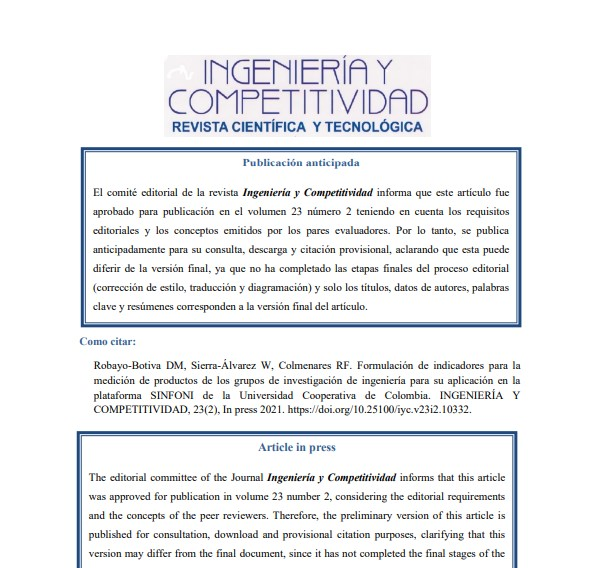 INGENIERÍA Y
COMPETITIVIDAD
REVISTA CIENTÍFICA Y TECNOLÓGICA
Publicación anticipada
El comité editorial de la revista Ingeniería y Competitividad informa que este artículo fue
aprobado para publicación en el volumen 23 número 2 teniendo en cuenta los requisitos
editoriales y los conceptos emitidos por los pares evaluadores. Por lo tanto, se publica
anticipadamente para su consulta, descarga y citación provisional, aclarando que esta puede
diferir de la versión final, ya que no ha completado las etapas finales del proceso editorial
(corrección de estilo, traducción y diagramación) y solo los títulos, datos de autores, palabras
clave y resúmenes corresponden a la versión final del artículo.
Como citar:
Robayo-Botiva DM, Sierra-Álvarez W, Colmenares RF. Formulación de indicadores para la
medición de productos de los grupos de investigación de ingeniería para su aplicación en la
plataforma SINFONI de la Universidad Cooperativa de Colombia. INGENIERÍA Y
COMPETITIVIDAD, 23(2), In press 2021. https://doi.org/10.25100/iyc.v23i2.10332.
Article in press
The editorial committee of the Journal Ingeniería y Competitividad informs that this article
was approved for publication in volume 23 number 2, considering the editorial requirements
and the concepts of the peer reviewers. Therefore, the preliminary version of this article is
published for consultation, download and provisional citation purposes, clarifying that this
version may differ from the final document, since it has not completed the final stages of the